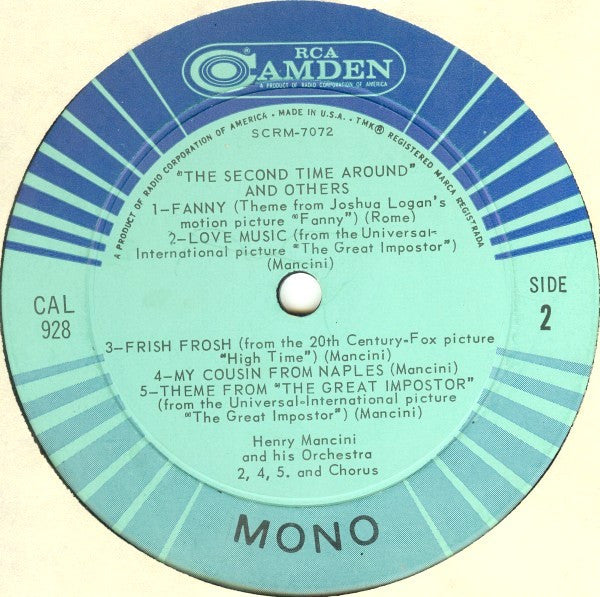 RCA
CAMDEN
®
A PRODUCT OF RADIO CORPORATION OF AMERICA
A PRODUCT OF RADIO CORPORATION OF AMERICA • MADE IN U.S.A. • TMK® REGISTERED MARCA REGISTRADA
SCRM-7072
"THE SECOND TIME AROUND"
AND OTHERS
1—FANNY (Theme from Joshua Logan's
motion picture "Fanny") (Rome)
2—LOVE MUSIC (from the Universal-
International picture "The Great Impostor")
(Mancini)
CAL
928
SIDE
2
3—FRISH FROSH (from the 20th Century-Fox picture
"High Time") (Mancini)
4—MY COUSIN FROM NAPLES (Mancini)
5—THEME FROM "THE GREAT IMPOSTOR"
(from the Universal-International picture
"The Great Impostor) (Mancini)
Henry Mancini
and his Orchestra
2, 4, 5. and Chorus
MONO